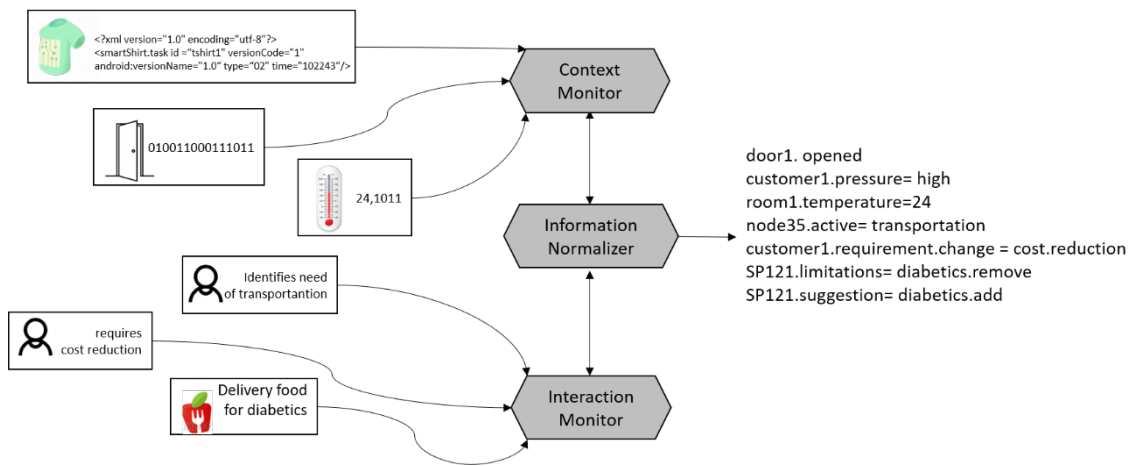 <?xml version="1.0" encoding="utf-8"?>
<smartShirt.task id ="tshirt1" versionCode="1"
android:versionName="1.0" type="02" time="102243"/>
Context
Monitor
010011000111011
24,1011
door1. opened
customer1.pressure= high
room1.temperature=24
node35.active= transportation
customer1.requirement.change = cost.reduction
SP121.limitations= diabetics.remove
SP121.suggestion= diabetics.add
Information
Normalizer
Identifies need
of transportantion
requires
cost reduction
Delivery food
for diabetics
Interaction
Monitor